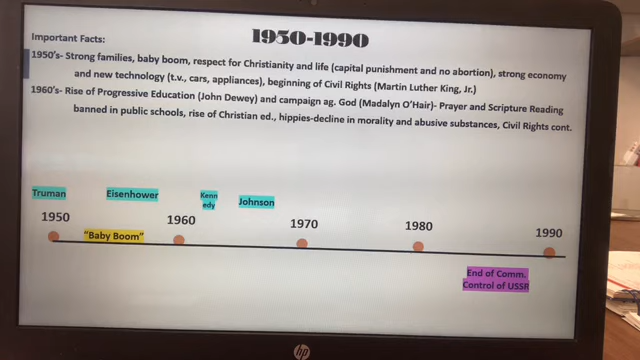 1950-1990
Important Facts:
1950's- Strong families, baby boom, respect for Christianity and life (capital punishment and no abortion), strong economy
and new technology (t.v., cars, appliances), beginning of Civil Rights (Martin Luther King, Jr.)
1960's- Rise of Progressive Education (John Dewey) and campaign ag. God (Madalyn O'Hair)- Prayer and Scripture Reading
banned in public schools, rise of Christian ed., hippies-decline in morality and abusive substances, Civil Rights cont.
Truman
Eisenhower
Kenn
edy
Johnson
1950
1960
1970
1980
1990
"Baby Boom"
End of Comm.
Control of USSR
hp